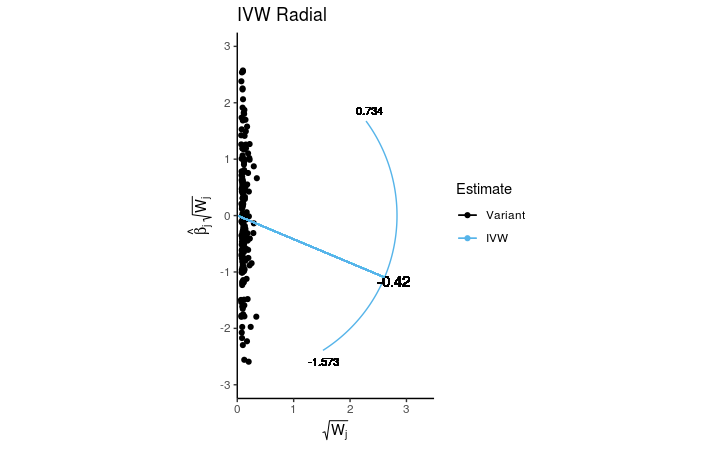 IVW Radial
3
2
1
0
-1
-2
-3
0
1
2
3
β̂j√Wj
√Wj
0.734
-0.42
-1.573
Estimate
Variant
IVW